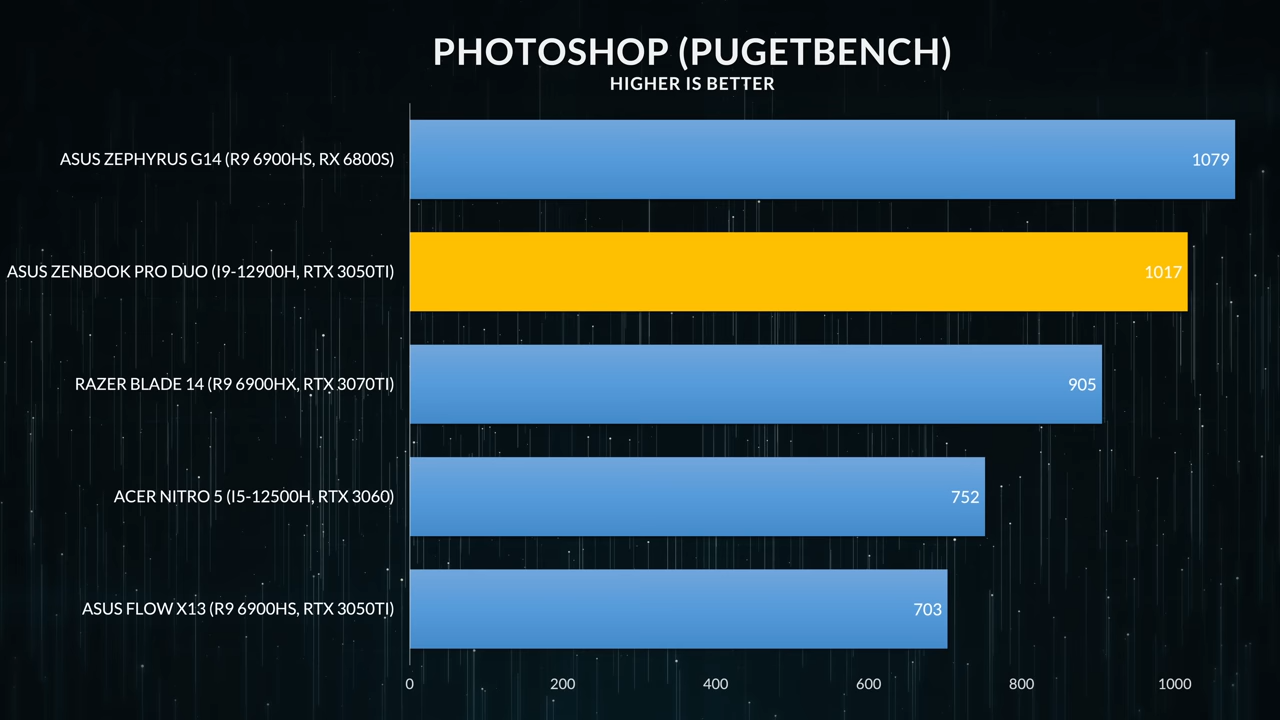 PHOTOSHOP (PUGETBENCH)
HIGHER IS BETTER
ASUS ZEPHYRUS G14 (R9 6900HS, RX 6800S)
1079
ASUS ZENBOOK PRO DUO (I9-12900H, RTX 3050TI)
1017
RAZER BLADE 14 (R9 6900HX, RTX 3070TI)
905
ACER NITRO 5 (I5-12500H, RTX 3060)
752
ASUS FLOW X13 (R9 6900HS, RTX 3050TI)
703
0 200 400 600 800 1000